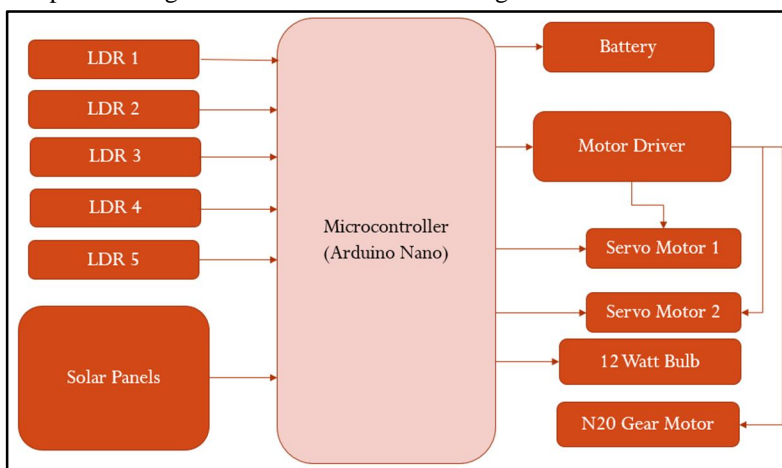 LDR 1
LDR 2
LDR 3
LDR 4
LDR 5
Solar Panels
Microcontroller
(Arduino Nano)
Battery
Motor Driver
Servo Motor 1
Servo Motor 2
12 Watt Bulb
N20 Gear Motor